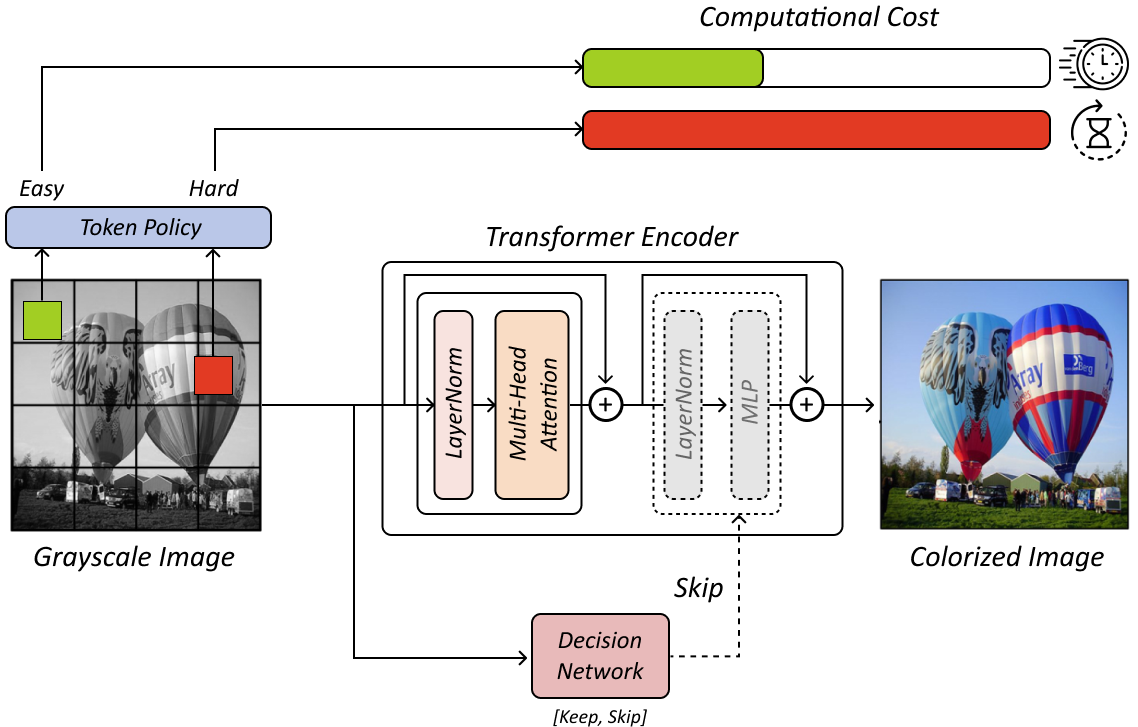 Computational Cost
Easy
Hard
Token Policy
Transformer Encoder
LayerNorm
Multi-Head
Attention
+
LayerNorm
MLP
+
Array
Array
Berg
Grayscale Image
Colorized Image
Skip
Decision
Network
[Keep, Skip]